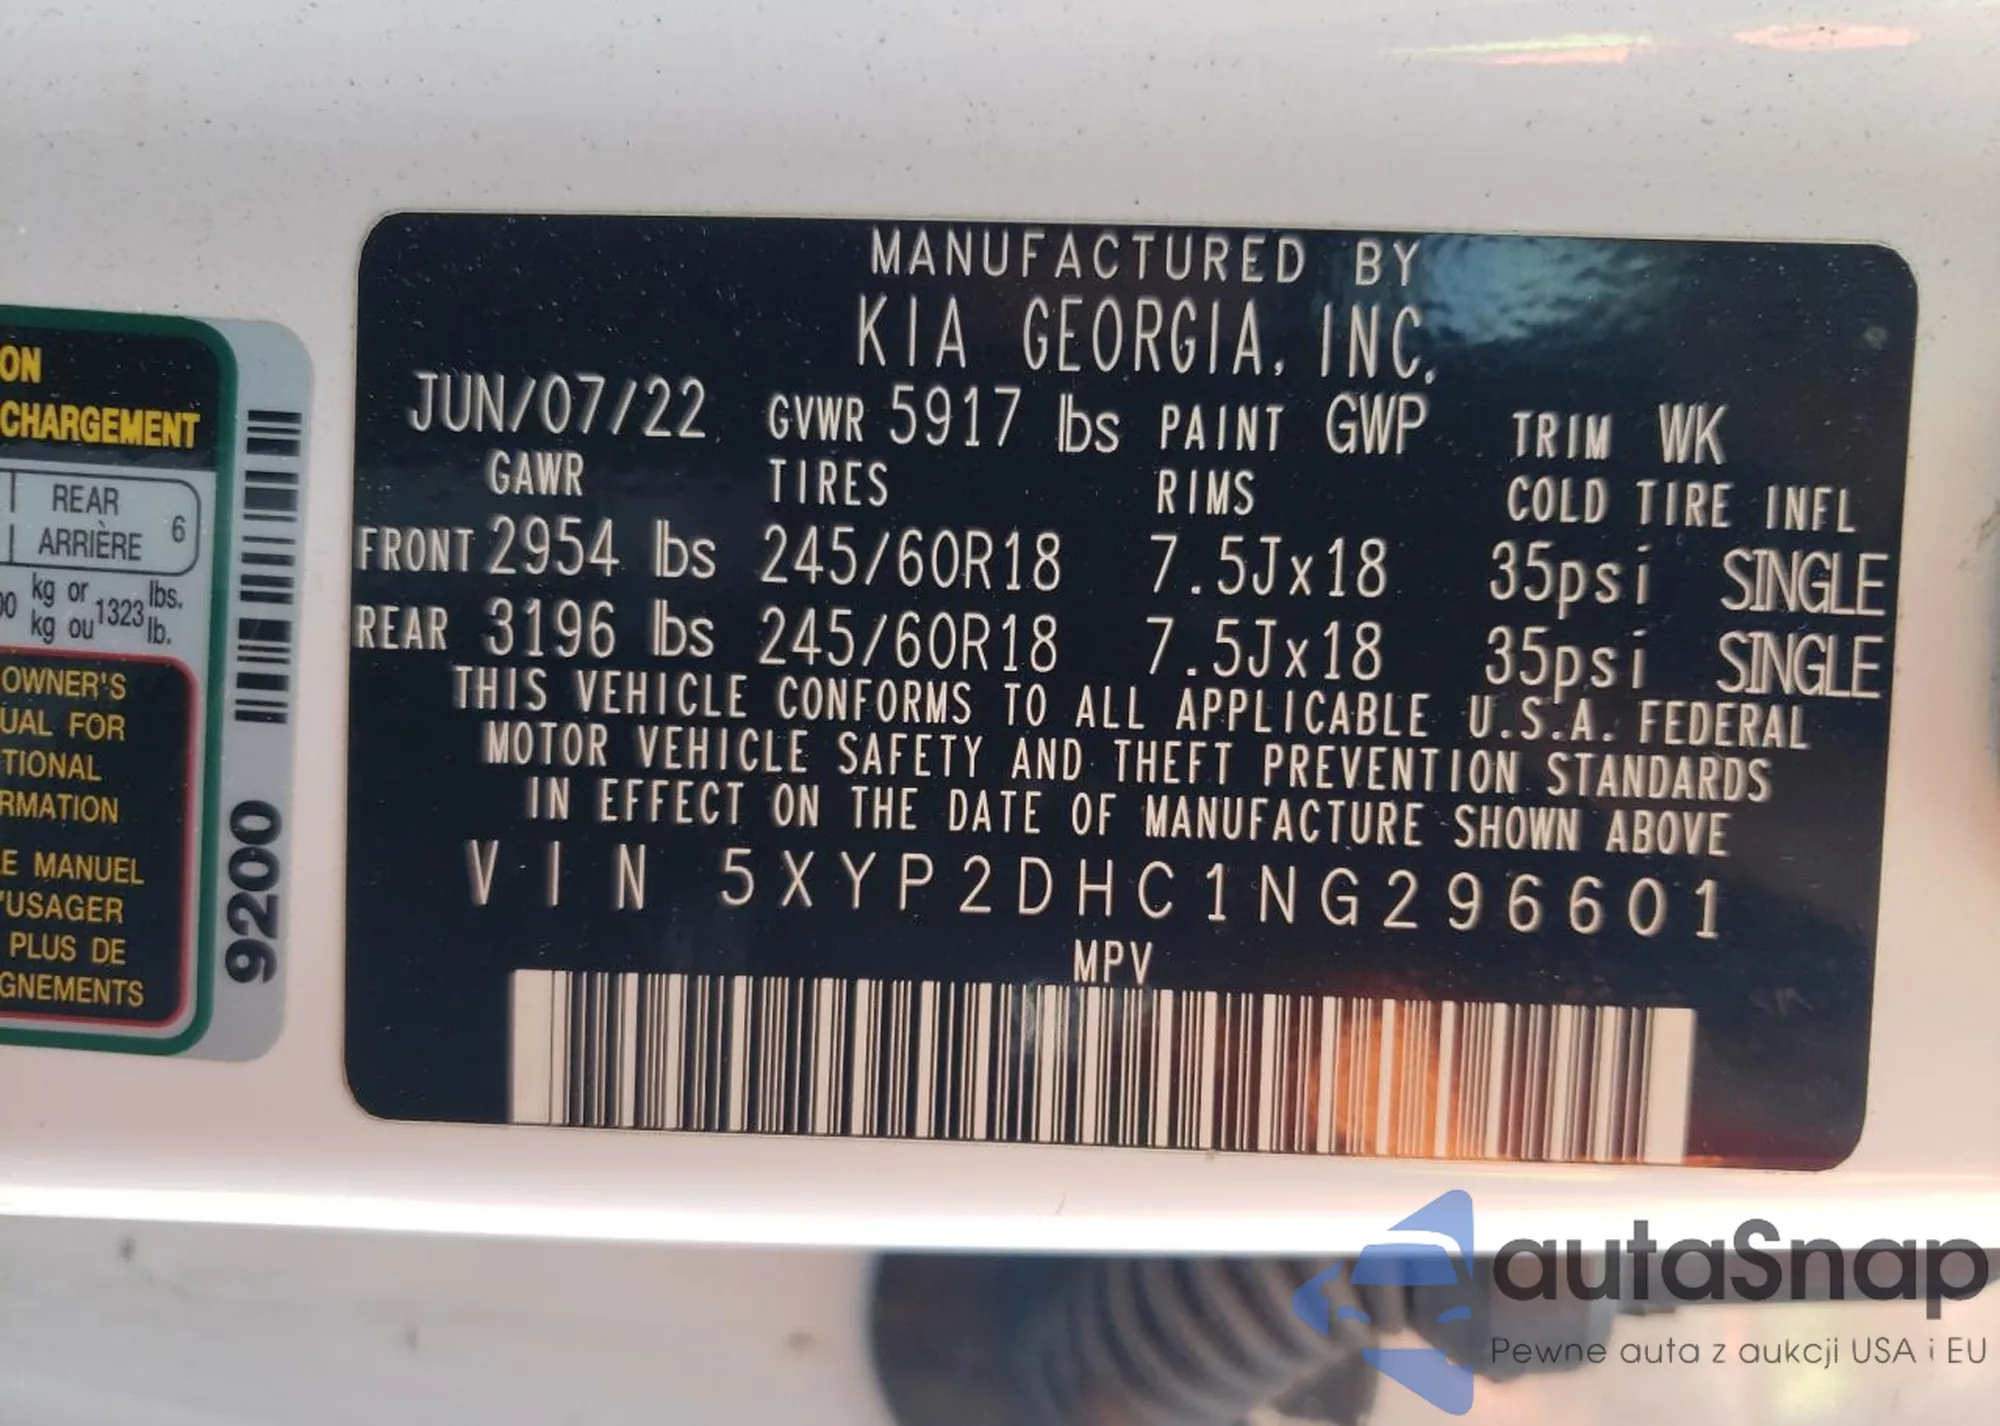 MANUFACTURED BY
KIA GEORGIA, INC.
JUN/07/22 GVWR 5917 lbs PAINT GWP TRIM WK
GAWR TIRES RIMS COLD TIRE INFL
FRONT 2954 lbs 245/60R18 7.5Jx18 35psi SINGLE
REAR 3196 lbs 245/60R18 7.5Jx18 35psi SINGLE
THIS VEHICLE CONFORMS TO ALL APPLICABLE U.S.A. FEDERAL
MOTOR VEHICLE SAFETY AND THEFT PREVENTION STANDARDS
IN EFFECT ON THE DATE OF MANUFACTURE SHOWN ABOVE
VIN 5XYP2DHC1NG296601
MPV
ON
CHARGEMENT
REAR
ARRIÈRE
6
kg or 1323 lbs.
kg ou lb.
OWNER'S
UAL FOR
TIONAL
RMATION
E MANUEL
'USAGER
PLUS DE
GNEMENTS
9200
autaSnap
Pewne auta z aukcji USA i EU